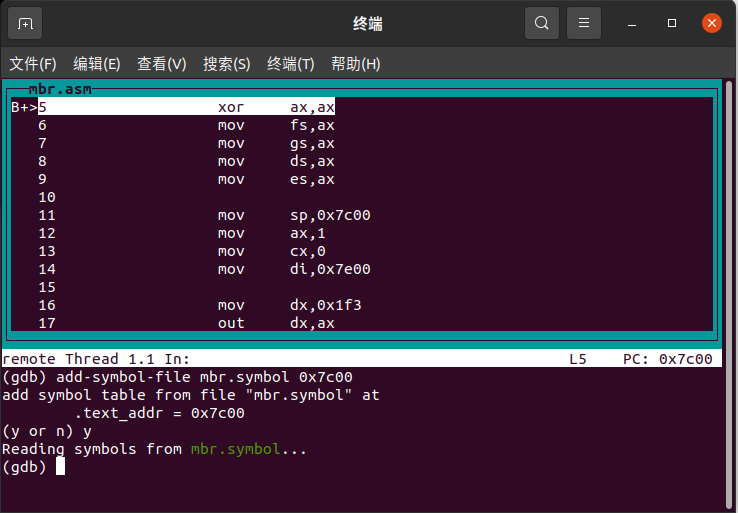 终端
文件(F) 编辑(E) 查看(V) 搜索(S) 终端(T) 帮助(H)
mbr.asm
B+>5 xor ax,ax
6 mov fs,ax
7 mov gs,ax
8 mov ds,ax
9 mov es,ax
10
11 mov sp,0x7c00
12 mov ax,1
13 mov cx,0
14 mov di,0x7e00
15
16 mov dx,0x1f3
17 out dx,ax
remote Thread 1.1 In: L5 PC: 0x7c00
(gdb) add-symbol-file mbr.symbol 0x7c00
add symbol table from file "mbr.symbol" at
.text_addr = 0x7c00
(y or n) y
Reading symbols from mbr.symbol...
(gdb)